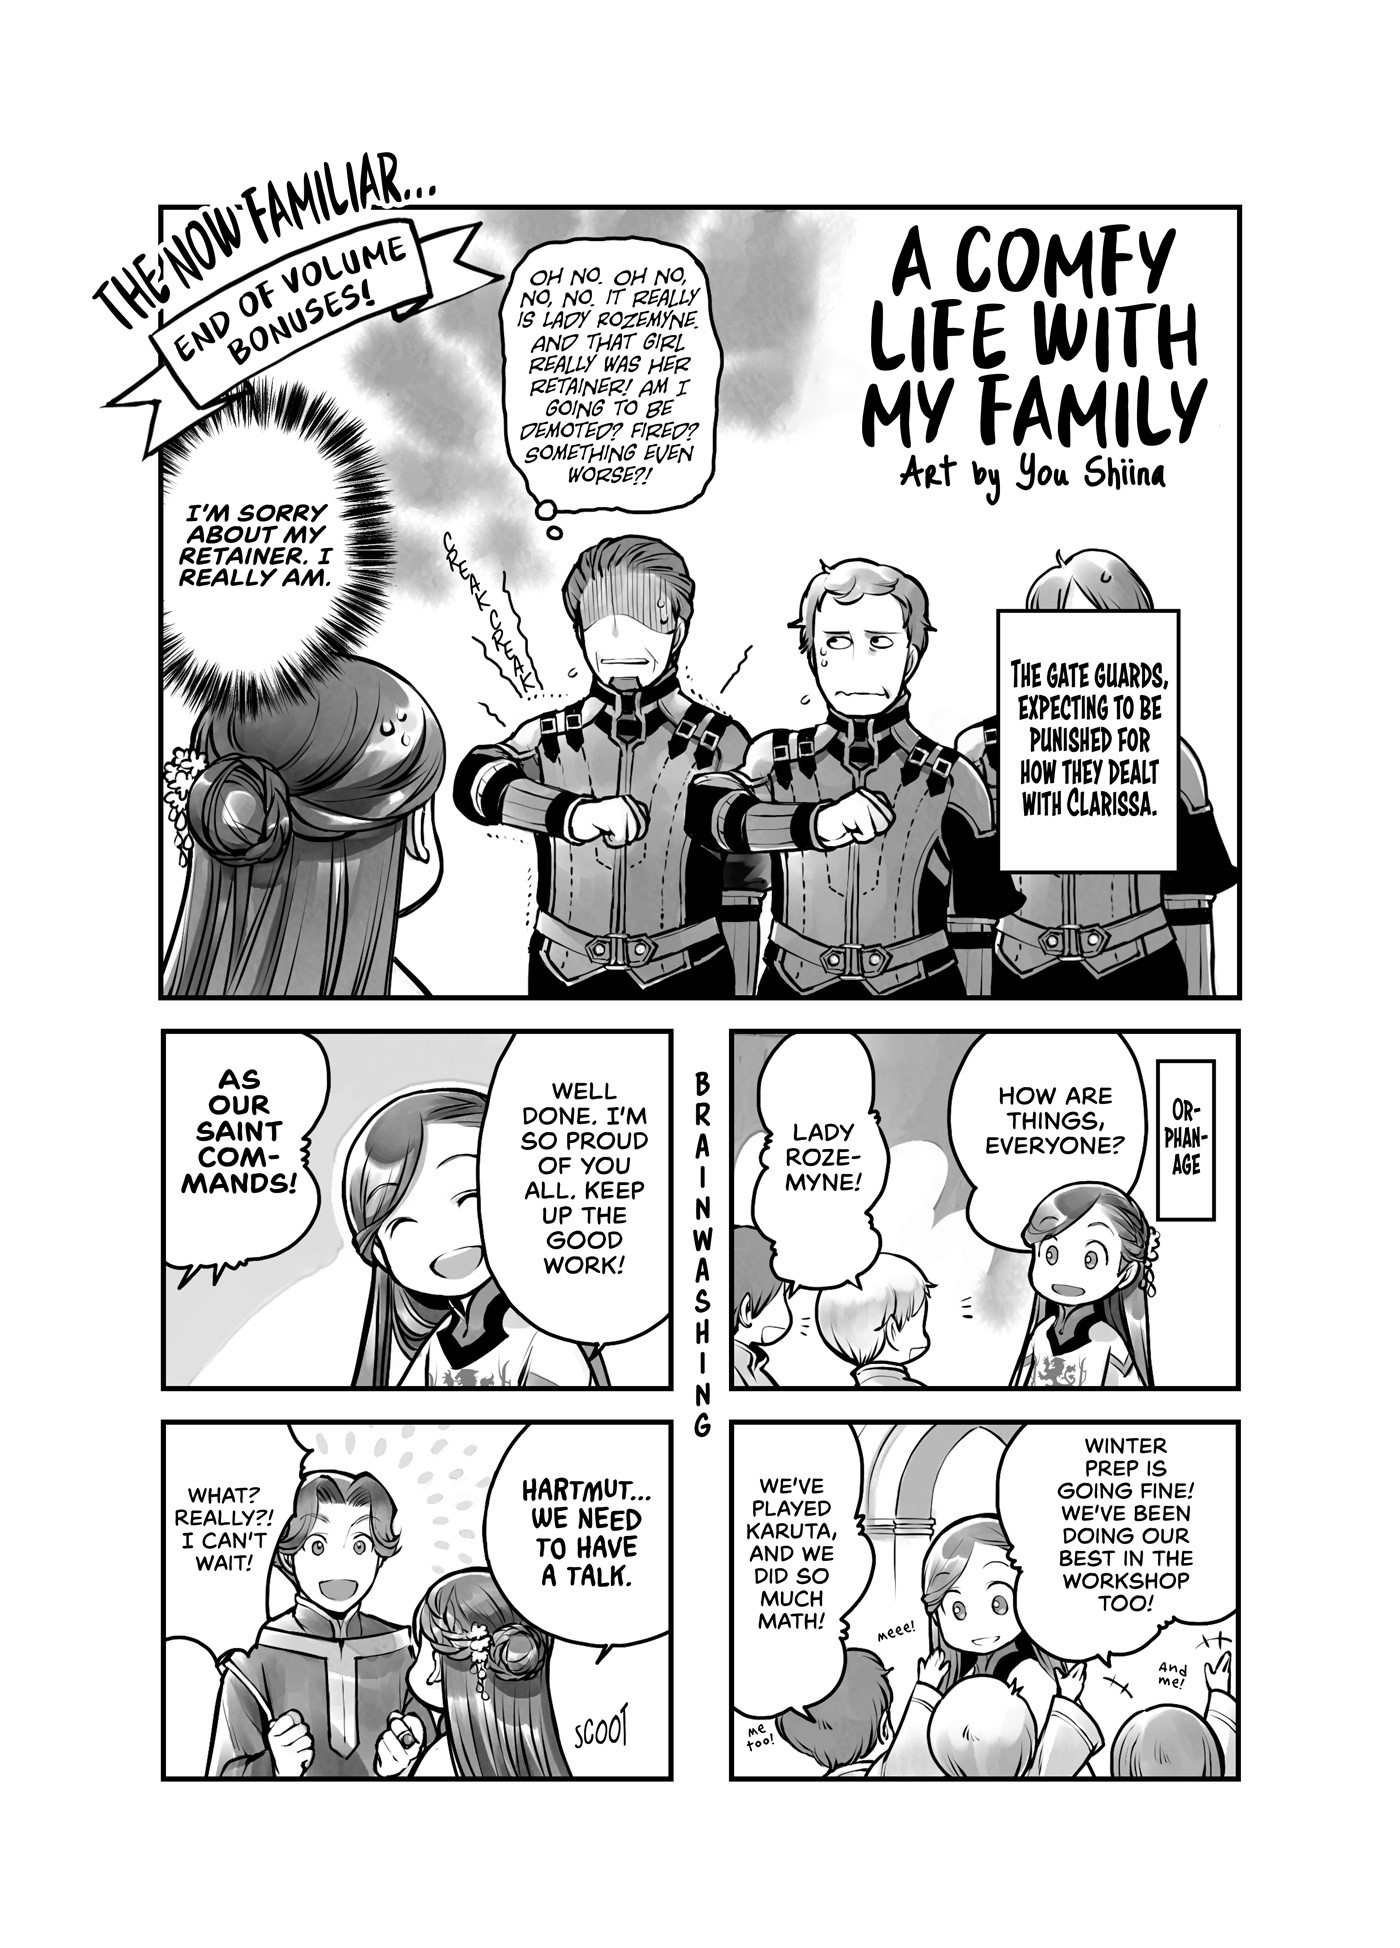 THE NOW FAMILIAR...
END OF VOLUME
BONUSES!
A COMFY
LIFE WITH
MY FAMILY
Art by You Shiina
OH NO. OH NO,
NO, NO. IT REALLY
IS LADY ROZEMYNE.
AND THAT GIRL
REALLY WAS HER
RETAINER! AM I
GOING TO BE
DEMOTED? FIRED?
SOMETHING EVEN
WORSE?!
I'M SORRY
ABOUT MY
RETAINER. I
REALLY AM.
CREAK CREAK
THE GATE GUARDS,
EXPECTING TO BE
PUNISHED FOR
HOW THEY DEALT
WITH CLARISSA.
BRAINWASHING
OR-
PHAN-
AGE
HOW ARE
THINGS,
EVERYONE?
LADY
ROZE-
MYNE!
WINTER
PREP IS
GOING FINE!
WE'VE BEEN
DOING OUR
BEST IN THE
WORKSHOP
TOO!
WE'VE
PLAYED
KARUTA,
AND WE
DID SO
MUCH
MATH!
meee!
And
me!
me
too!
WELL
DONE. I'M
SO PROUD
OF YOU
ALL. KEEP
UP THE
GOOD
WORK!
AS
OUR
SAINT
COM-
MANDS!
HARTMUT...
WE NEED
TO HAVE
A TALK.
WHAT?
REALLY?!
I CAN'T
WAIT!
SCOOT